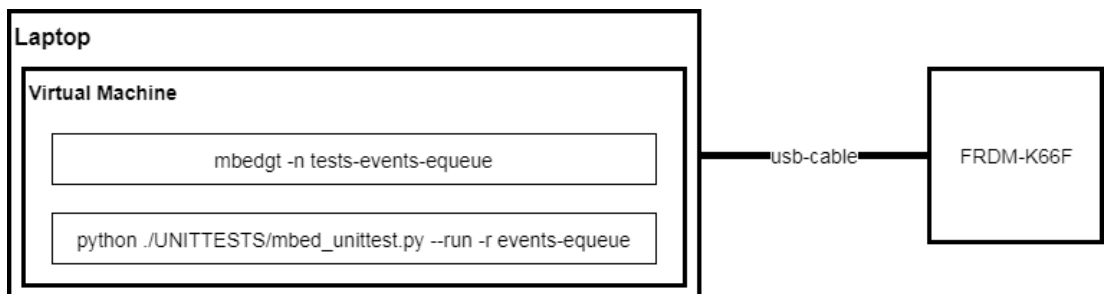 Laptop
Virtual Machine
mbedgt -n tests-events-equeue
python ./UNITTESTS/mbed_unittest.py --run -r events-equeue
usb-cable
FRDM-K66F